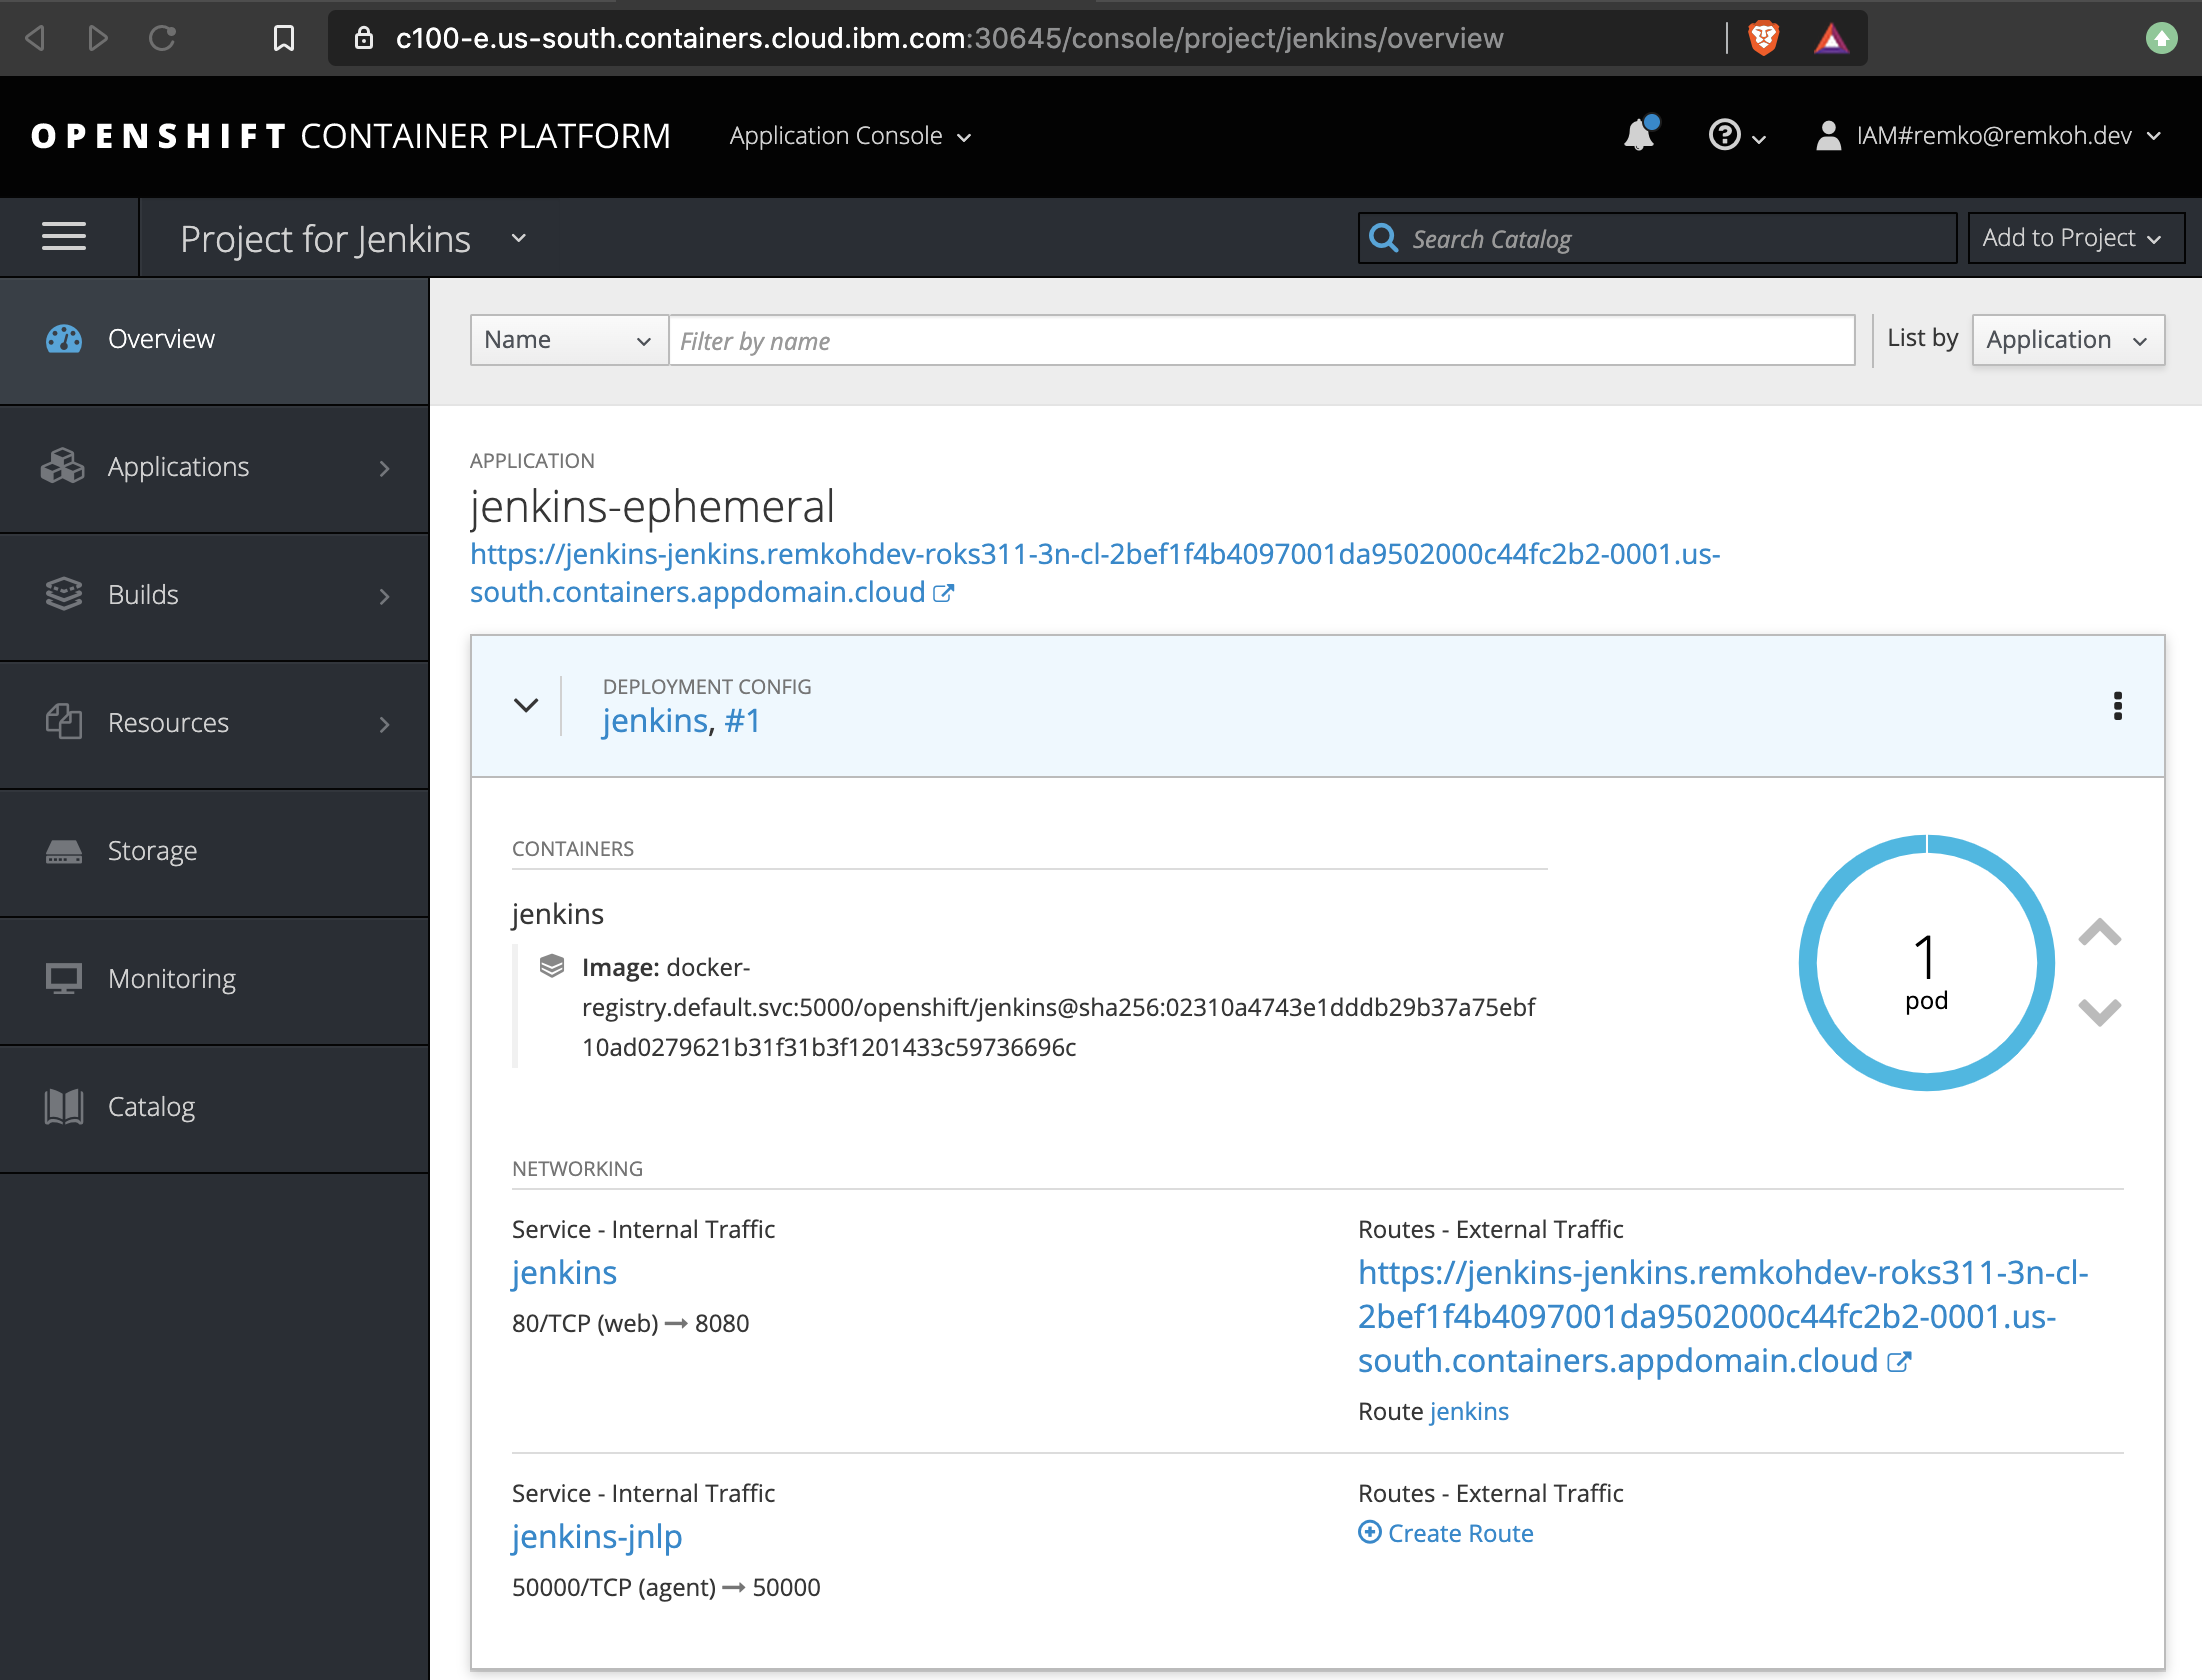 c100-e.us-south.containers.cloud.ibm.com:30645/console/project/jenkins/overview
OPENSHIFT CONTAINER PLATFORM
Application Console
IAM#remko@remkoh.dev
Project for Jenkins
Search Catalog
Add to Project
Overview
Applications
Builds
Resources
Storage
Monitoring
Catalog
Name
Filter by name
List by
Application
APPLICATION
jenkins-ephemeral
https://jenkins-jenkins.remkohdev-roks311-3n-cl-2bef1f4b4097001da9502000c44fc2b2-0001.us-
south.containers.appdomain.cloud
DEPLOYMENT CONFIG
jenkins, #1
CONTAINERS
jenkins
Image: docker-
registry.default.svc:5000/openshift/jenkins@sha256:02310a4743e1dddb29b37a75ebf
10ad0279621b31f31b3f1201433c59736696c
1
pod
NETWORKING
Service - Internal Traffic
jenkins
80/TCP (web) → 8080
Routes - External Traffic
https://jenkins-jenkins.remkohdev-roks311-3n-cl-
2bef1f4b4097001da9502000c44fc2b2-0001.us-
south.containers.appdomain.cloud
Route jenkins
Service - Internal Traffic
jenkins-jnlp
50000/TCP (agent) → 50000
Routes - External Traffic
Create Route